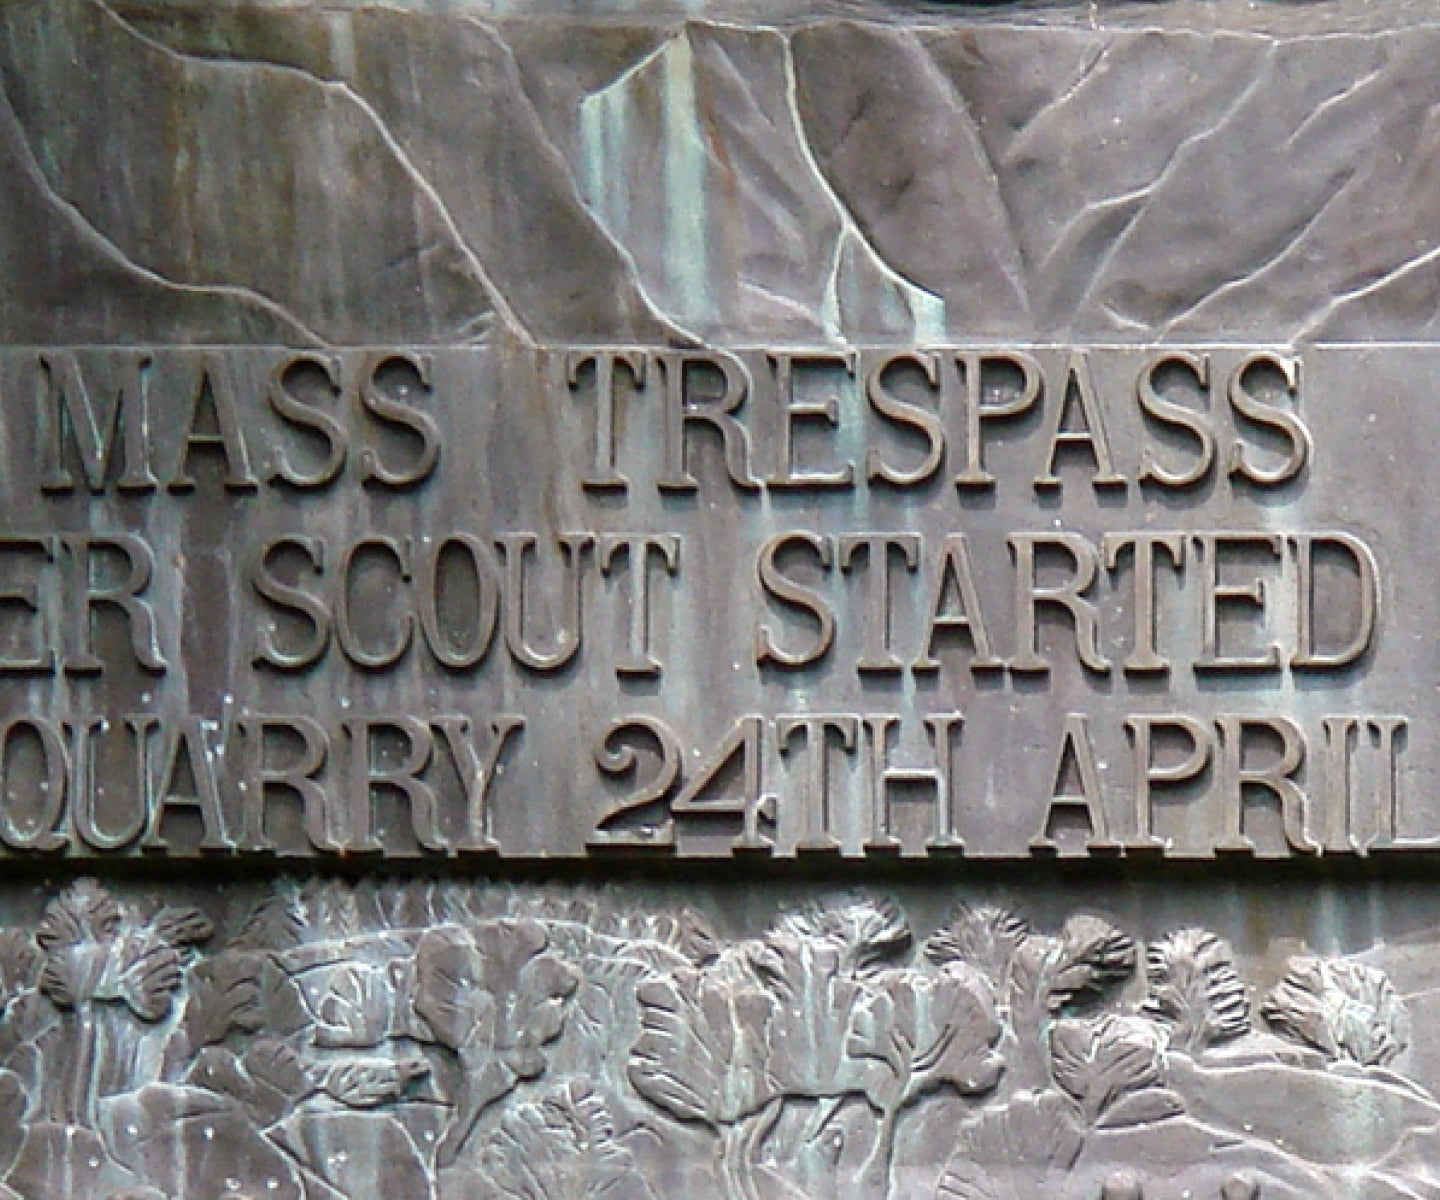 MASS TRESPASS
ER SCOUT STARTED
QUARRY 24TH APRIL